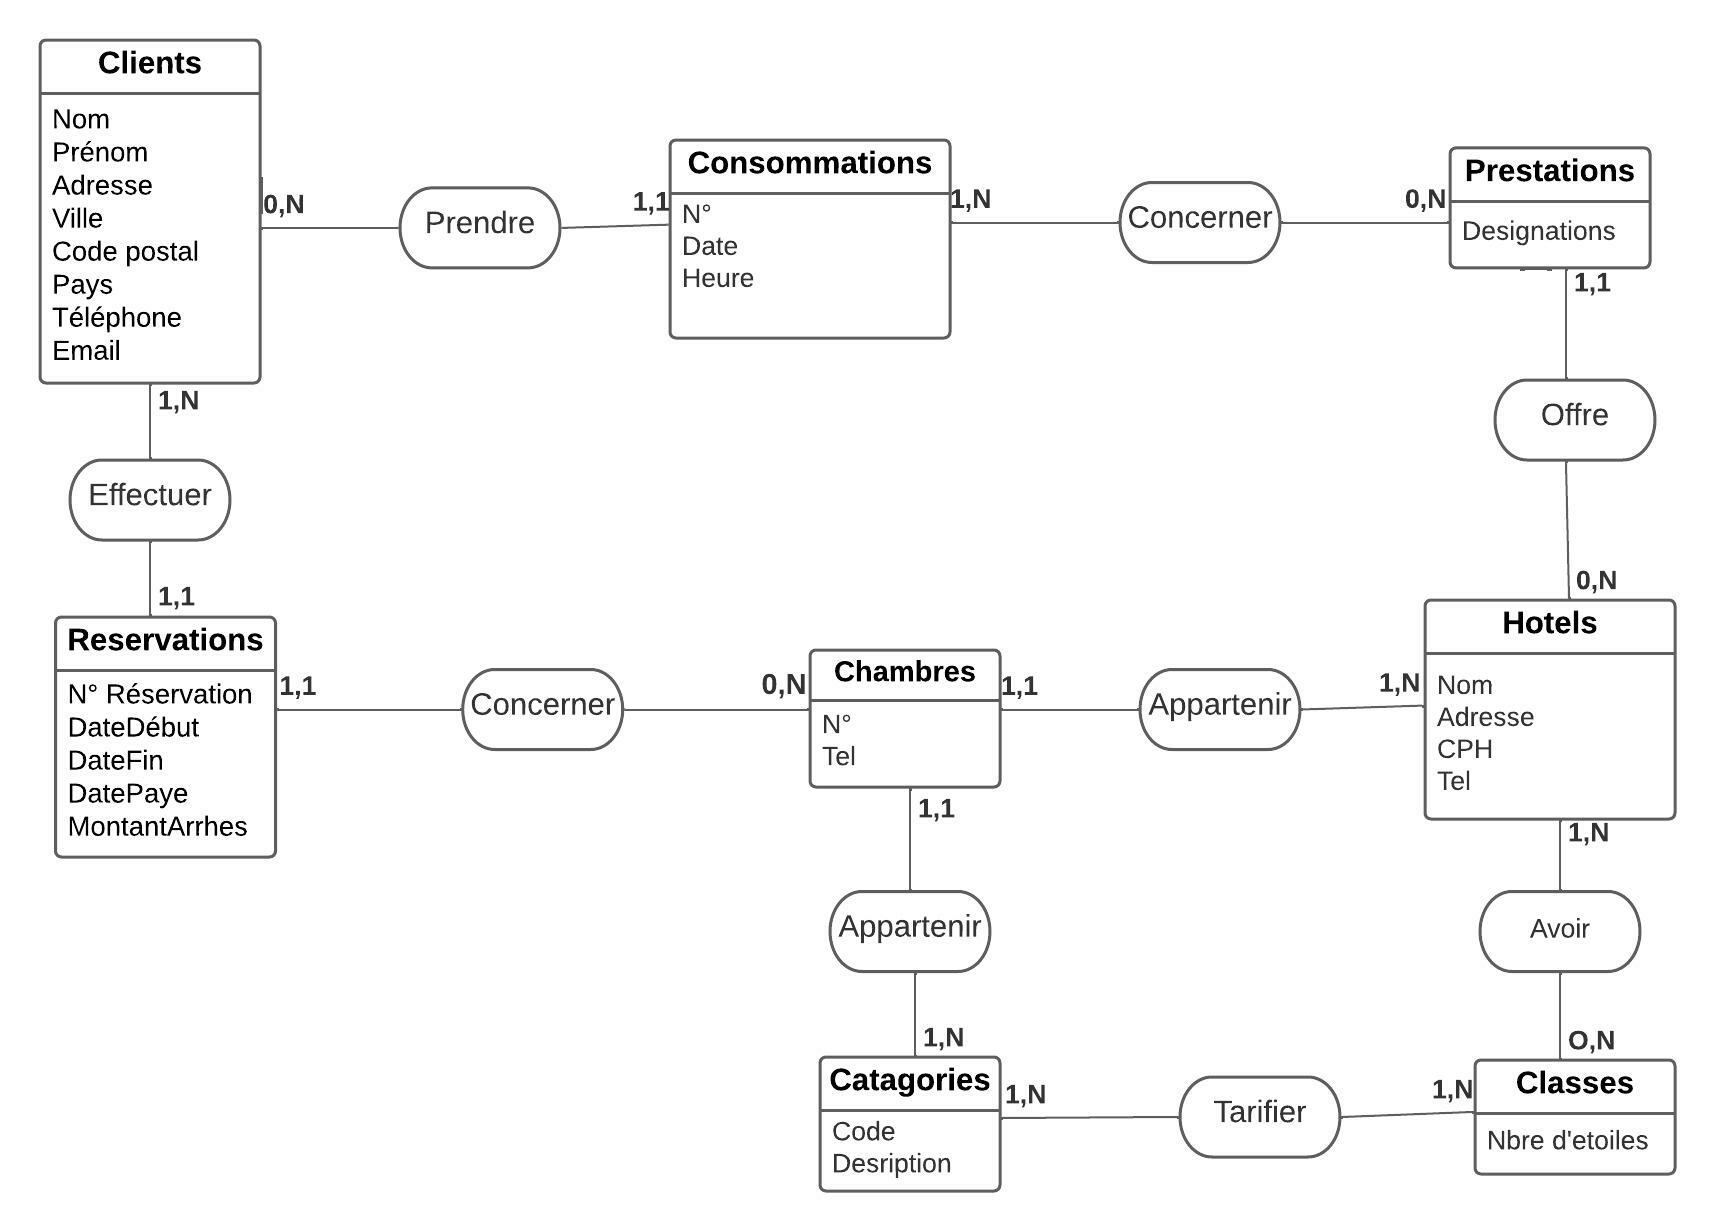 Clients
Nom
Prénom
Adresse
Ville
Code postal
Pays
Téléphone
Email
0,N
Prendre
1,1
Consommations
N°
Date
Heure
1,N
Concerner
0,N
Prestations
Designations
1,1
Offre
0,N
1,N
Effectuer
1,1
Reservations
N° Réservation
DateDébut
DateFin
DatePaye
MontantArrhes
1,1
Concerner
0,N
Chambres
N°
Tel
1,1
Appartenir
1,N
Hotels
Nom
Adresse
CPH
Tel
1,1
Appartenir
1,N
1,N
Avoir
O,N
Catagories
Code
Desription
1,N
Tarifier
1,N
Classes
Nbre d'etoiles